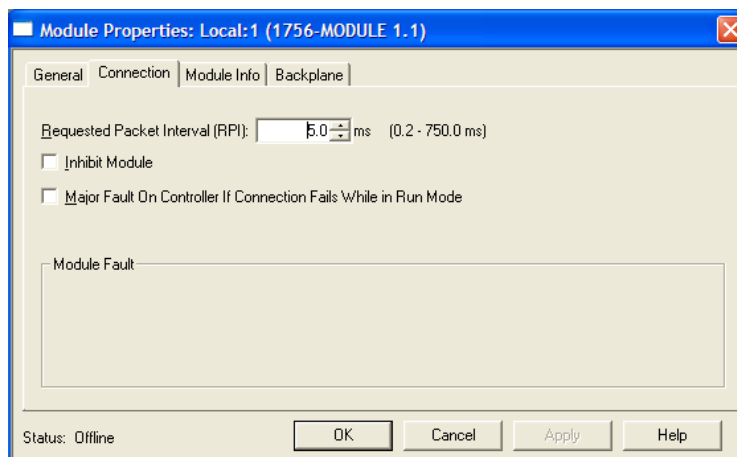 Module Properties: Local:1 (1756-MODULE 1.1)
General Connection Module Info Backplane
Requested Packet Interval (RPI): 5.0 ms (0.2 - 750.0 ms)
Inhibit Module
Major Fault On Controller If Connection Fails While in Run Mode
Module Fault
Status: Offline OK Cancel Apply Help